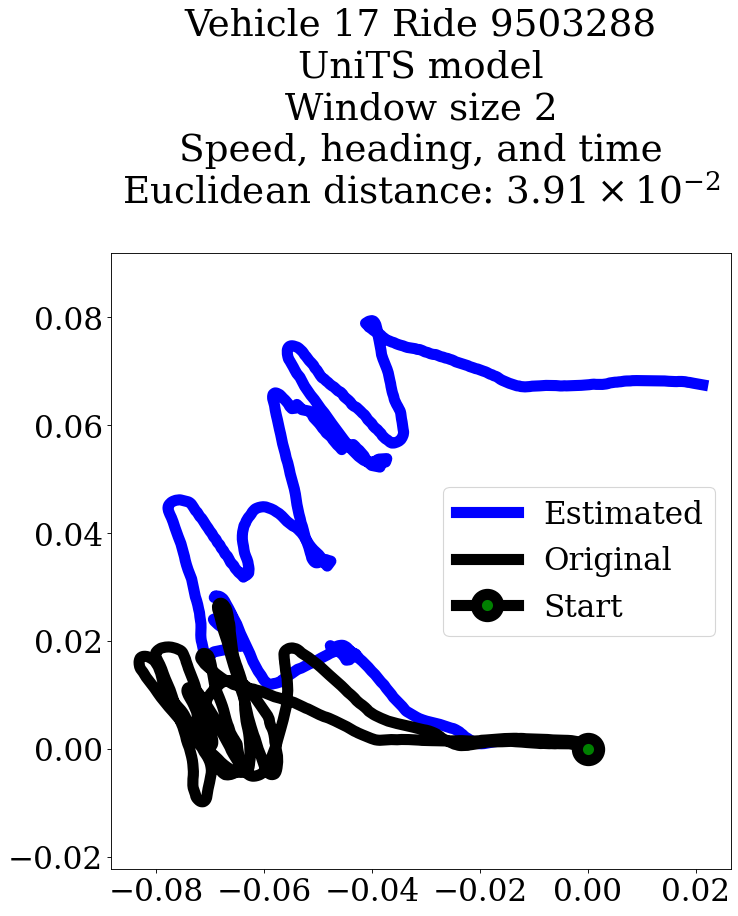 Vehicle 17 Ride 9503288
UniTS model
Window size 2
Speed, heading, and time
Euclidean distance: 3.91 × 10⁻²
0.08
0.06
0.04
0.02
0.00
−0.02
Estimated
Original
Start
−0.08 −0.06 −0.04 −0.02 0.00 0.02